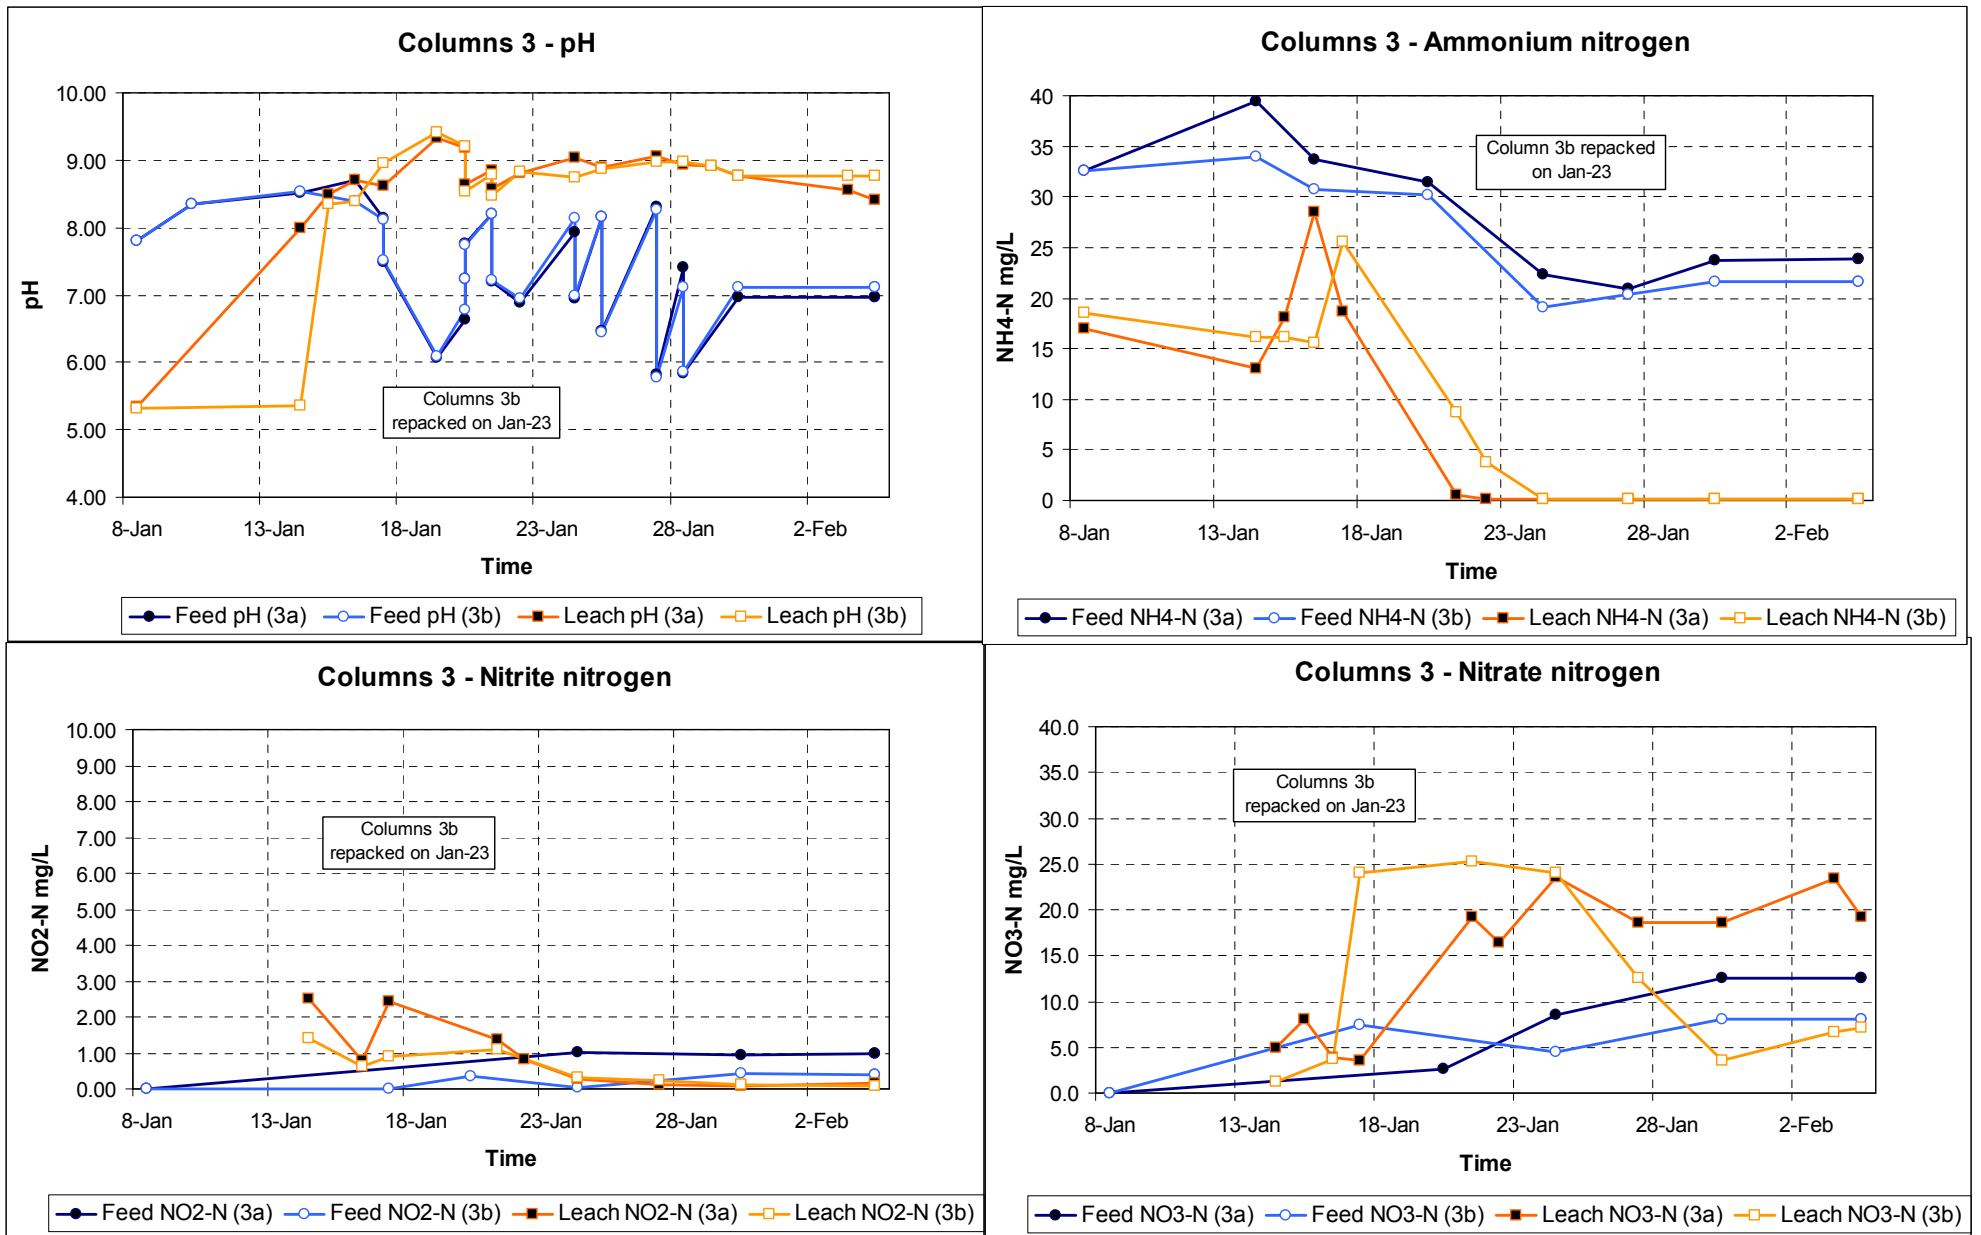 Columns 3 - pH
10.00
9.00
8.00
7.00
6.00
5.00
4.00
pH
Columns 3b
repacked on Jan-23
8-Jan 13-Jan 18-Jan 23-Jan 28-Jan 2-Feb
Time
Feed pH (3a) Feed pH (3b) Leach pH (3a) Leach pH (3b)
Columns 3 - Ammonium nitrogen
40
35
30
25
20
15
10
5
0
NH4-N mg/L
Column 3b repacked
on Jan-23
8-Jan 13-Jan 18-Jan 23-Jan 28-Jan 2-Feb
Time
Feed NH4-N (3a) Feed NH4-N (3b) Leach NH4-N (3a) Leach NH4-N (3b)
Columns 3 - Nitrite nitrogen
10.00
9.00
8.00
7.00
6.00
5.00
4.00
3.00
2.00
1.00
0.00
NO2-N mg/L
Columns 3b
repacked on Jan-23
8-Jan 13-Jan 18-Jan 23-Jan 28-Jan 2-Feb
Time
Feed NO2-N (3a) Feed NO2-N (3b) Leach NO2-N (3a) Leach NO2-N (3b)
Columns 3 - Nitrate nitrogen
40.0
35.0
30.0
25.0
20.0
15.0
10.0
5.0
0.0
NO3-N mg/L
Columns 3b
repacked on Jan-23
8-Jan 13-Jan 18-Jan 23-Jan 28-Jan 2-Feb
Time
Feed NO3-N (3a) Feed NO3-N (3b) Leach NO3-N (3a) Leach NO3-N (3b)